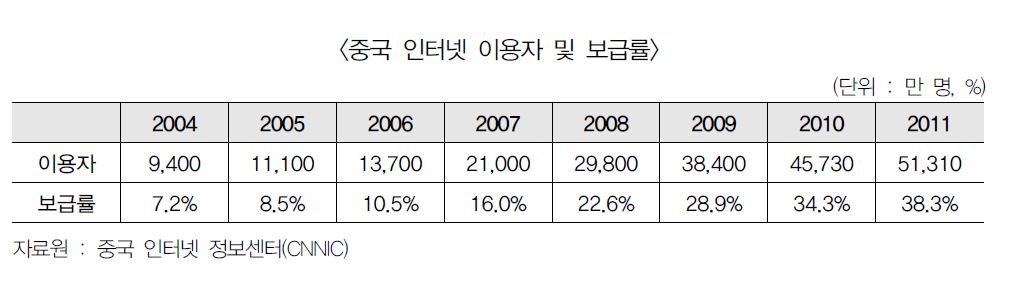 <중국 인터넷 이용자 및 보급률>
(단위 : 만 명, %)
2004 2005 2006 2007 2008 2009 2010 2011
이용자 9,400 11,100 13,700 21,000 29,800 38,400 45,730 51,310
보급률 7.2% 8.5% 10.5% 16.0% 22.6% 28.9% 34.3% 38.3%
자료원 : 중국 인터넷 정보센터(CNNIC)